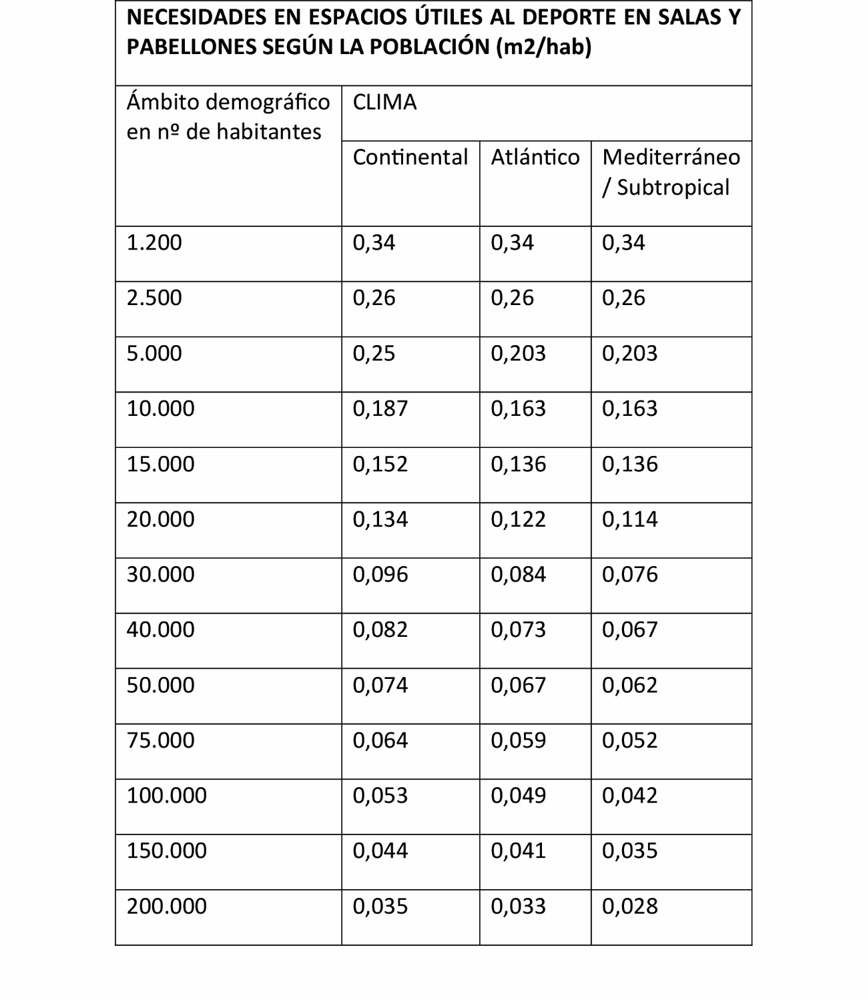 NECESIDADES EN ESPACIOS ÚTILES AL DEPORTE EN SALAS Y
PABELLONES SEGÚN LA POBLACIÓN (m2/hab)
Ámbito demográfico
en nº de habitantes
CLIMA
Continental
Atlántico
Mediterráneo
/ Subtropical
1.200 0,34 0,34 0,34
2.500 0,26 0,26 0,26
5.000 0,25 0,203 0,203
10.000 0,187 0,163 0,163
15.000 0,152 0,136 0,136
20.000 0,134 0,122 0,114
30.000 0,096 0,084 0,076
40.000 0,082 0,073 0,067
50.000 0,074 0,067 0,062
75.000 0,064 0,059 0,052
100.000 0,053 0,049 0,042
150.000 0,044 0,041 0,035
200.000 0,035 0,033 0,028